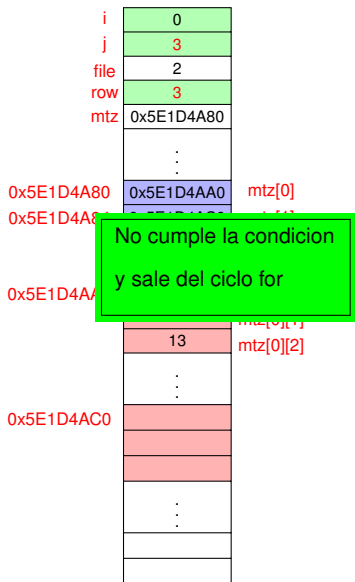 i 0
j 3
file 2
row 3
mtz 0x5E1D4A80
0x5E1D4A80 0x5E1D4AA0 mtz[0]
No cumple la condicion
y sale del ciclo for
13 mtz[0][2]
0x5E1D4AC0